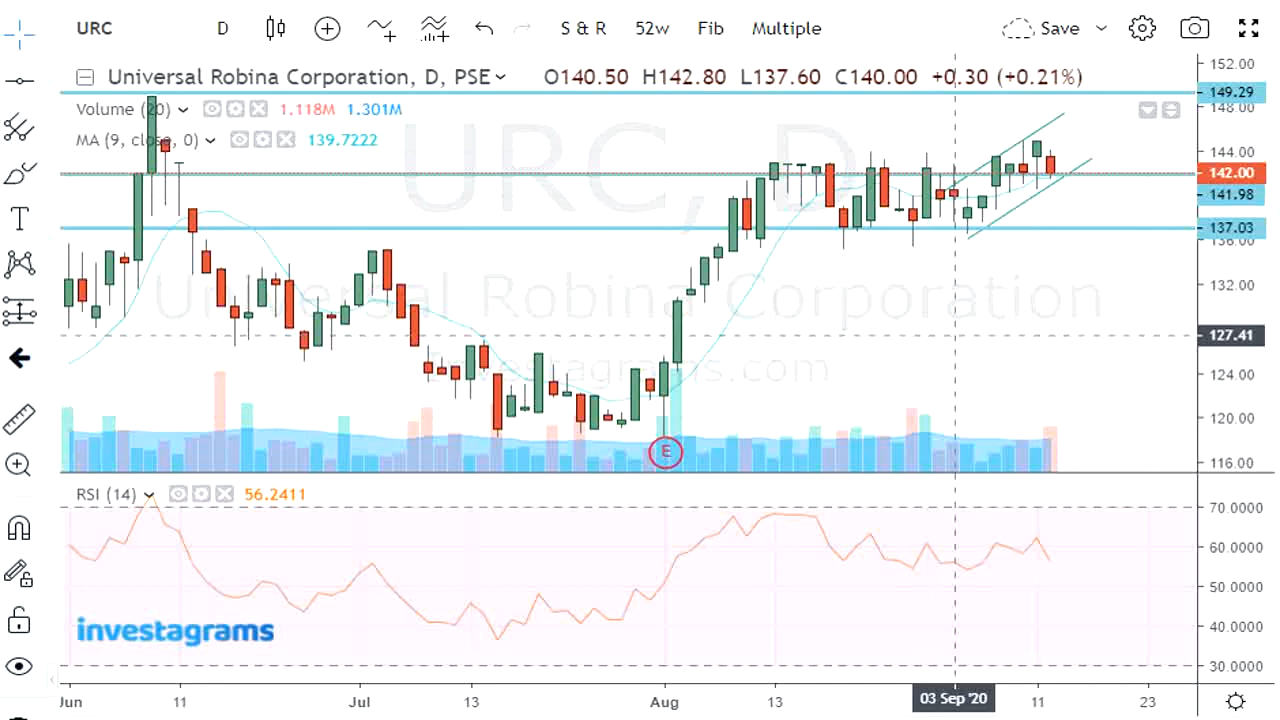 URC D S & R 52w Fib Multiple Save
Universal Robina Corporation, D, PSE O140.50 H142.80 L137.60 C140.00 +0.30 (+0.21%)
Volume (20) 1.118M 1.301M
MA (9, close, 0) 139.7222
URC, D
Universal Robina Corporation
Investagrams.com
E
152.00
149.29
148.00
144.00
142.00
141.98
137.03
136.00
132.00
127.41
124.00
120.00
116.00
RSI (14) 56.2411
70.0000
60.0000
50.0000
40.0000
30.0000
investagrams
Jun 11 Jul 13 Aug 13 03 Sep '20 11 23